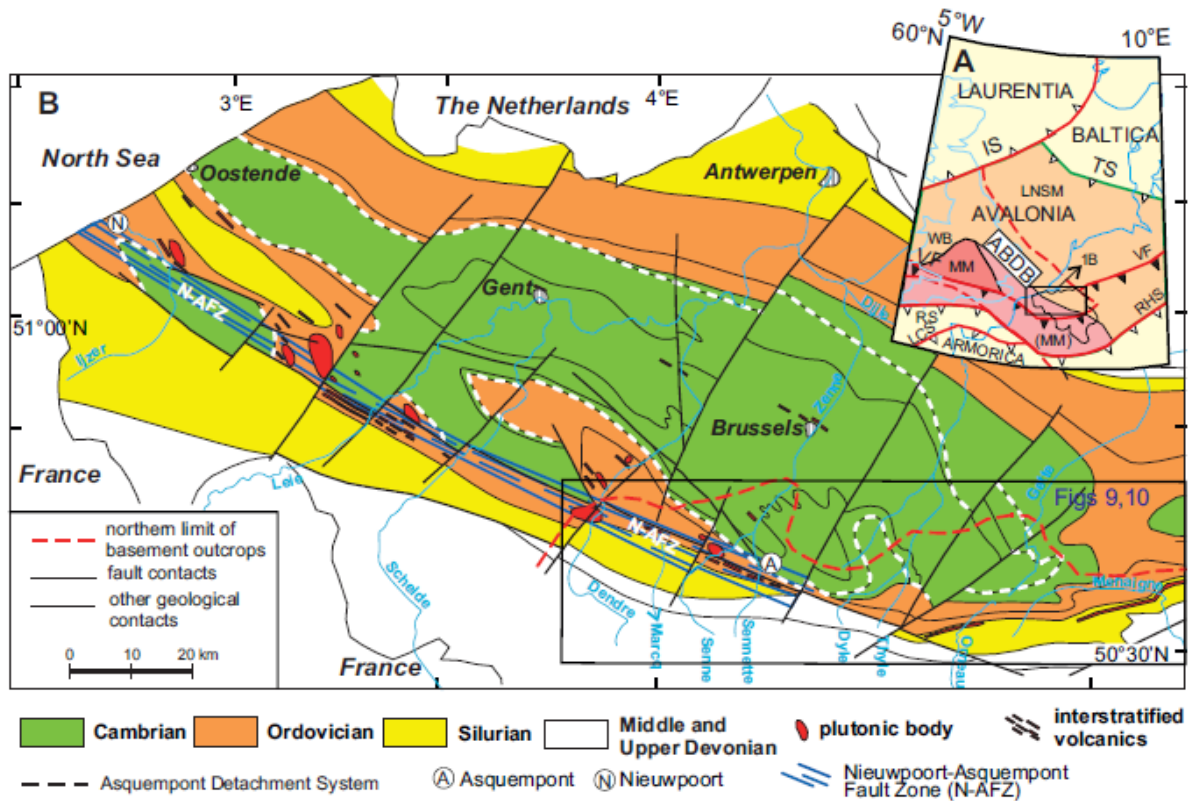 5°W
60°N
10°E
A
LAURENTIA
BALTICA
IS
TS
LNSM
AVALONIA
WB
VF
MM
ABDB
1B
VF
RS
RHS
(MM)
LCS
ARMORICA
B
3°E
The Netherlands
4°E
North Sea
Oostende
Antwerpen
N
N-AFZ
Gent
Dijle
51°00'N
Ijzer
Brussels
Zenne
France
Leie
Gette
Figs 9,10
N-AFZ
A
Schelde
Mehaigne
Dendre
Marcq
Senne
Sennette
Dyle
Thyle
Orneau
France
50°30'N
northern limit of
basement outcrops
fault contacts
other geological
contacts
0 10 20 km
Cambrian
Ordovician
Silurian
Middle and
Upper Devonian
plutonic body
interstratified
volcanics
Asquempont Detachment System
A Asquempont
N Nieuwpoort
Nieuwpoort-Asquempont
Fault Zone (N-AFZ)